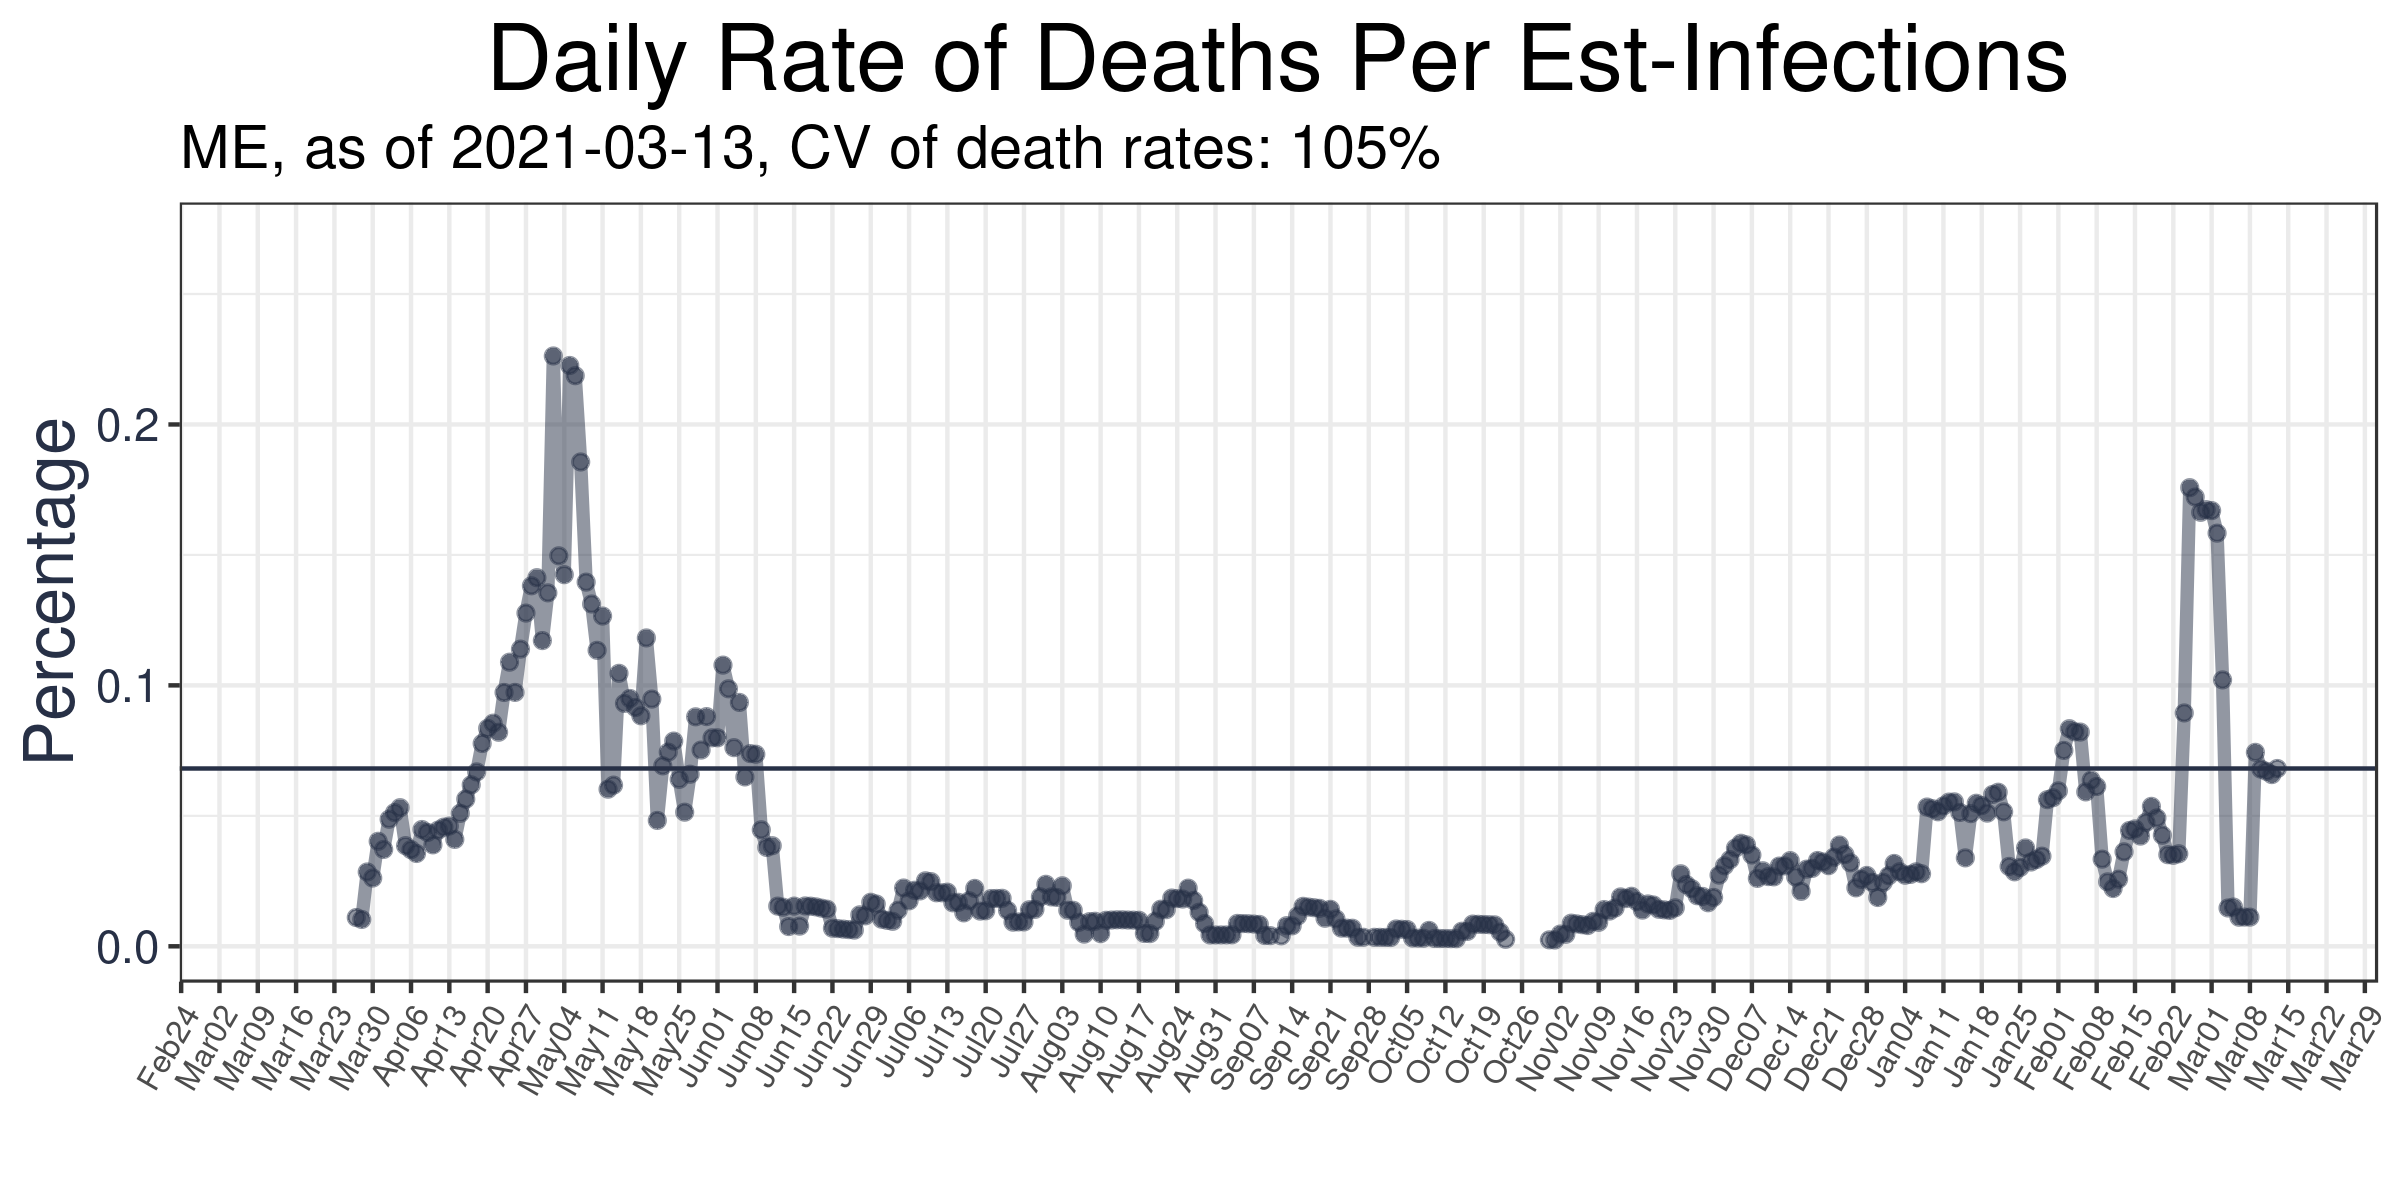 Daily Rate of Deaths Per Est-Infections
ME, as of 2021-03-13, CV of death rates: 105%
Percentage
0.2
0.1
0.0
Feb24 Mar02 Mar09 Mar16 Mar23 Mar30 Apr06 Apr13 Apr20 Apr27 May04 May11 May18 May25 Jun01 Jun08 Jun15 Jun22 Jun29 Jul06 Jul13 Jul20 Jul27 Aug03 Aug10 Aug17 Aug24 Aug31 Sep07 Sep14 Sep21 Sep28 Oct05 Oct12 Oct19 Oct26 Nov02 Nov09 Nov16 Nov23 Nov30 Dec07 Dec14 Dec21 Dec28 Jan04 Jan11 Jan18 Jan25 Feb01 Feb08 Feb15 Feb22 Mar01 Mar08 Mar15 Mar22 Mar29